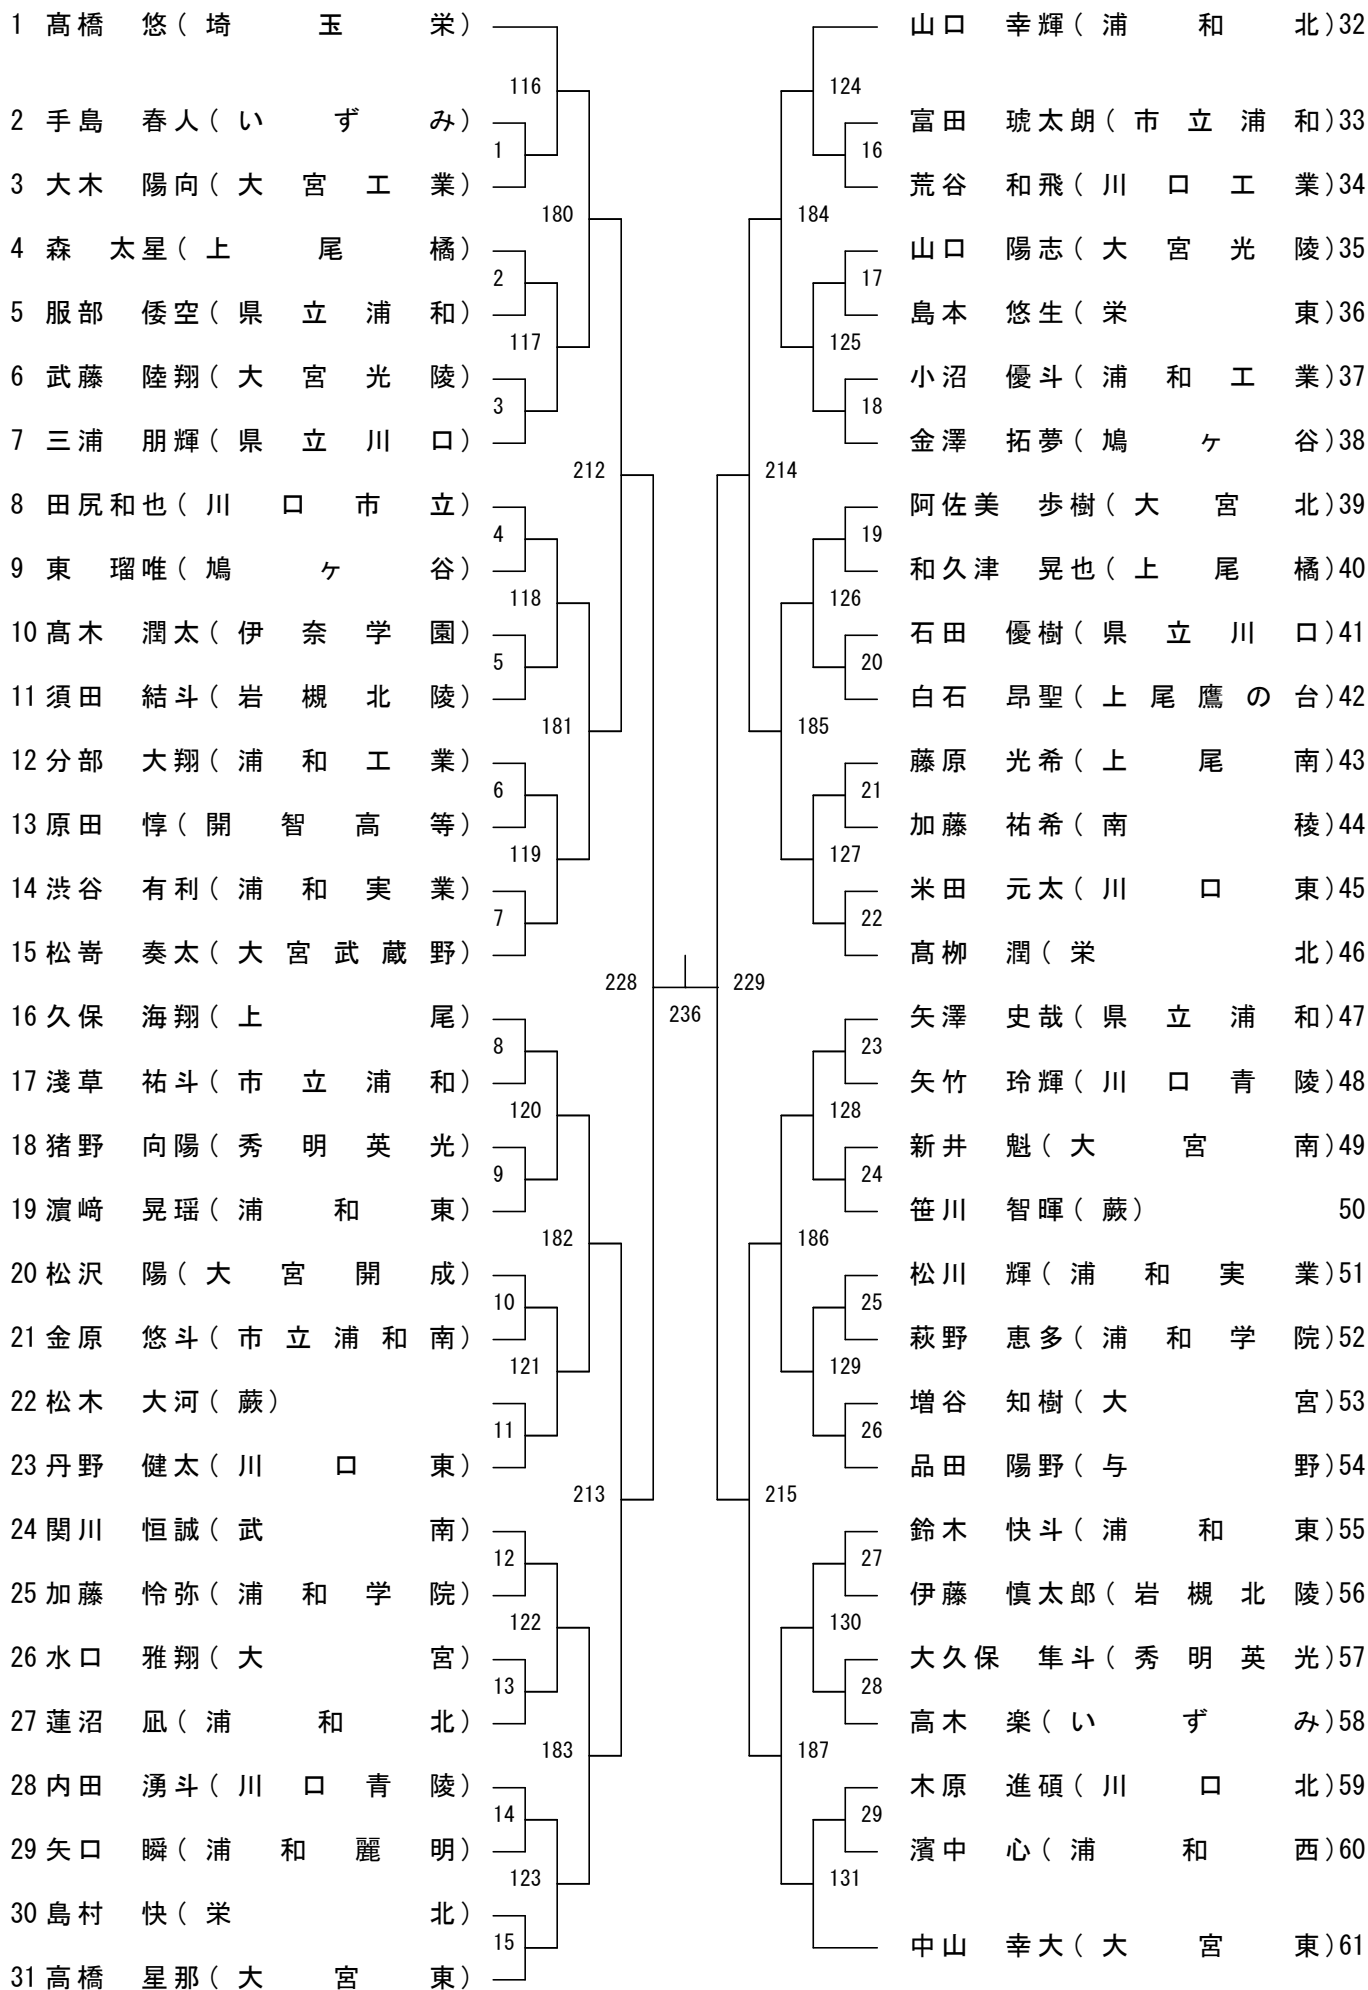 1 髙橋 悠(埼玉栄)
116
2 手島 春人(いずみ)
1
3 大木 陽向(大宮工業)
180
4 森 太星(上尾橘)
2
5 服部 倭空(県立浦和)
117
6 武藤 陸翔(大宮光陵)
3
7 三浦 朋輝(県立川口)
212
8 田尻和也(川口市立)
4
9 東 瑠唯(鳩ヶ谷)
118
10 髙木 潤太(伊奈学園)
5
11 須田 結斗(岩槻北陵)
181
12 分部 大翔(浦和工業)
6
13 原田 惇(開智高等)
119
14 渋谷 有利(浦和実業)
7
15 松嵜 奏太(大宮武蔵野)
228
16 久保 海翔(上尾)
8
17 淺草 祐斗(市立浦和)
120
18 猪野 向陽(秀明英光)
9
19 濵﨑 晃瑶(浦和東)
182
20 松沢 陽(大宮開成)
10
21 金原 悠斗(市立浦和南)
121
22 松木 大河(蕨)
11
23 丹野 健太(川口東)
213
24 関川 恒誠(武南)
12
25 加藤 怜弥(浦和学院)
122
26 水口 雅翔(大宮)
13
27 蓮沼 凪(浦和北)
183
28 内田 湧斗(川口青陵)
14
29 矢口 瞬(浦和麗明)
123
30 島村 快(栄北)
15
31 高橋 星那(大宮東)
236
山口 幸輝(浦和北)32
124
富田 琥太朗(市立浦和)33
16
荒谷 和飛(川口工業)34
184
山口 陽志(大宮光陵)35
17
島本 悠生(栄東)36
125
小沼 優斗(浦和工業)37
18
金澤 拓夢(鳩ヶ谷)38
214
阿佐美 歩樹(大宮北)39
19
和久津 晃也(上尾橘)40
126
石田 優樹(県立川口)41
20
白石 昂聖(上尾鷹の台)42
185
藤原 光希(上尾南)43
21
加藤 祐希(南稜)44
127
米田 元太(川口東)45
22
髙栁 潤(栄北)46
229
矢澤 史哉(県立浦和)47
23
矢竹 玲輝(川口青陵)48
128
新井 魁(大宮南)49
24
笹川 智暉(蕨)50
186
松川 輝(浦和実業)51
25
萩野 恵多(浦和学院)52
129
増谷 知樹(大宮)53
26
品田 陽野(与野)54
215
鈴木 快斗(浦和東)55
27
伊藤 慎太郎(岩槻北陵)56
130
大久保 隼斗(秀明英光)57
28
高木 楽(いずみ)58
187
木原 進碩(川口北)59
29
濱中 心(浦和西)60
131
中山 幸大(大宮東)61